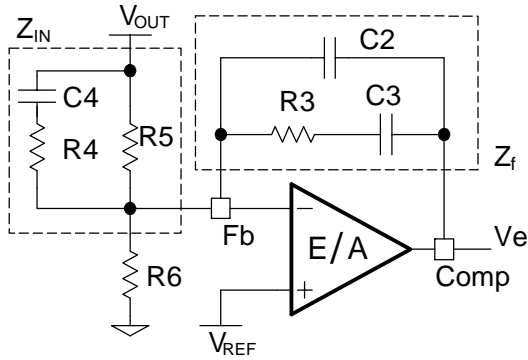 Z_IN
V_OUT
C2
C4
R3
C3
R4
R5
Z_f
Fb
−
E/A
Ve
R6
+
Comp
V_REF